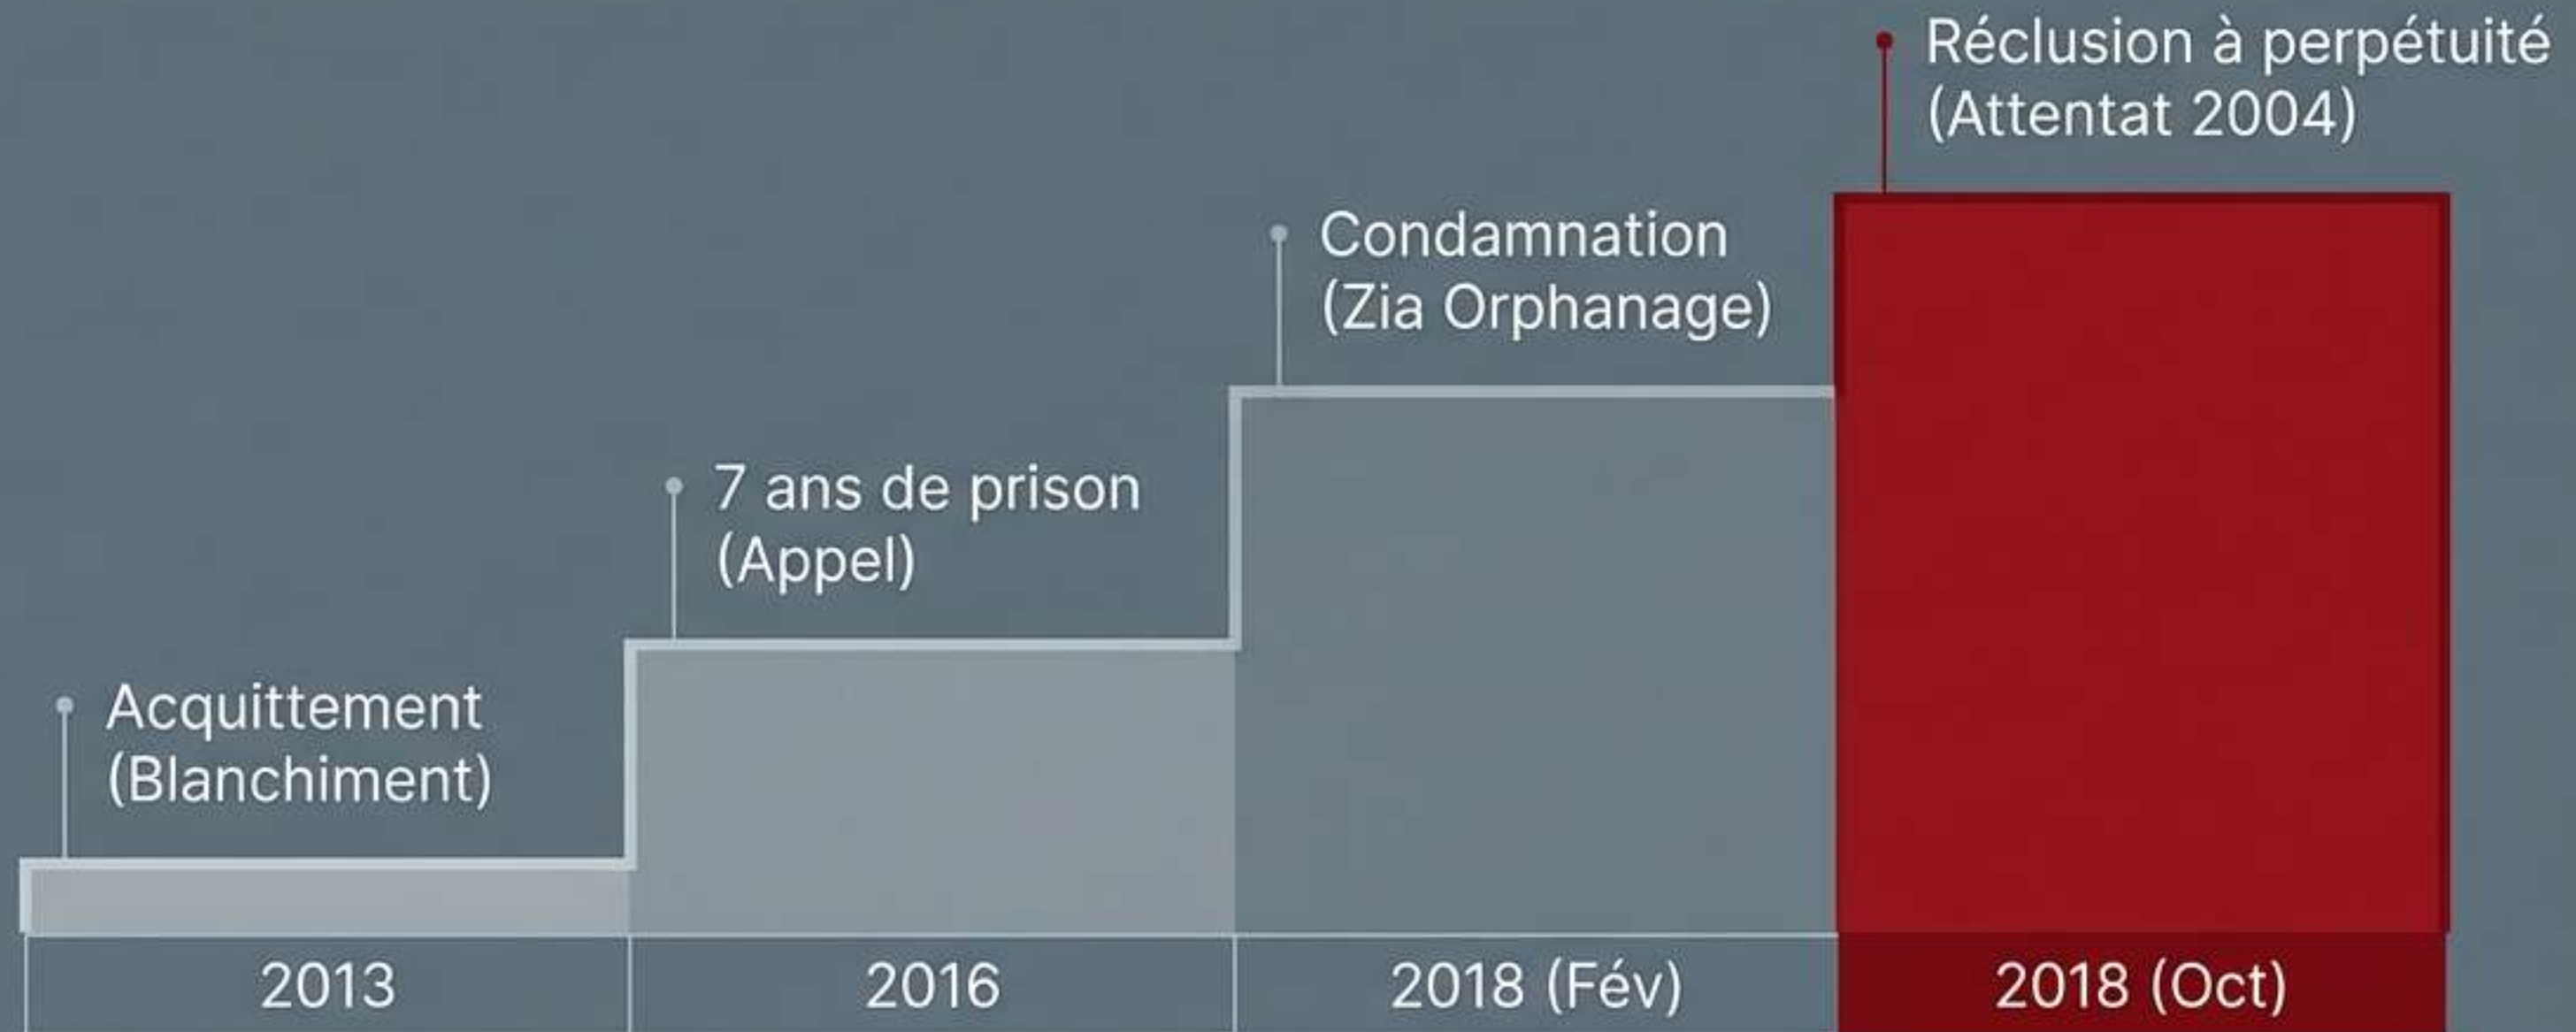 Acquittement
(Blanchiment)
7 ans de prison
(Appel)
Condamnation
(Zia Orphanage)
Réclusion à perpétuité
(Attentat 2004)
2013
2016
2018 (Fév)
2018 (Oct)